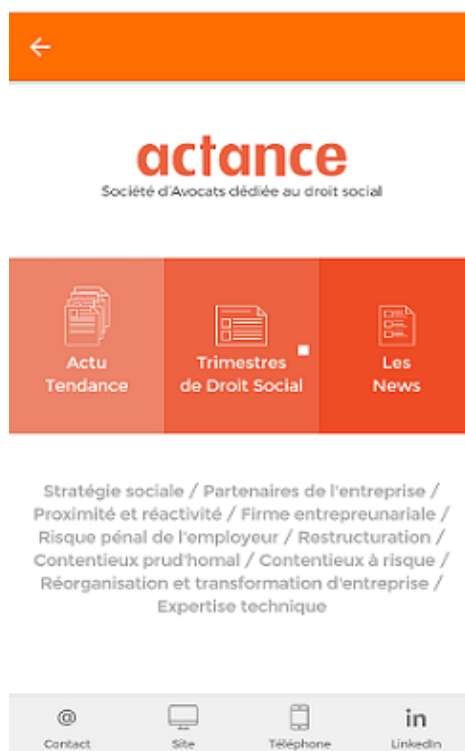 actance
Société d'Avocats dédiée au droit social
Actu
Tendance
Trimestres
de Droit Social
Les
News
Stratégie sociale / Partenaires de l'entreprise /
Proximité et réactivité / Firme entrepreunariale /
Risque pénal de l'employeur / Restructuration /
Contentieux prud'homal / Contentieux à risque /
Réorganisation et transformation d'entreprise /
Expertise technique
@
in
Contact
Site
Téléphone
LinkedIn